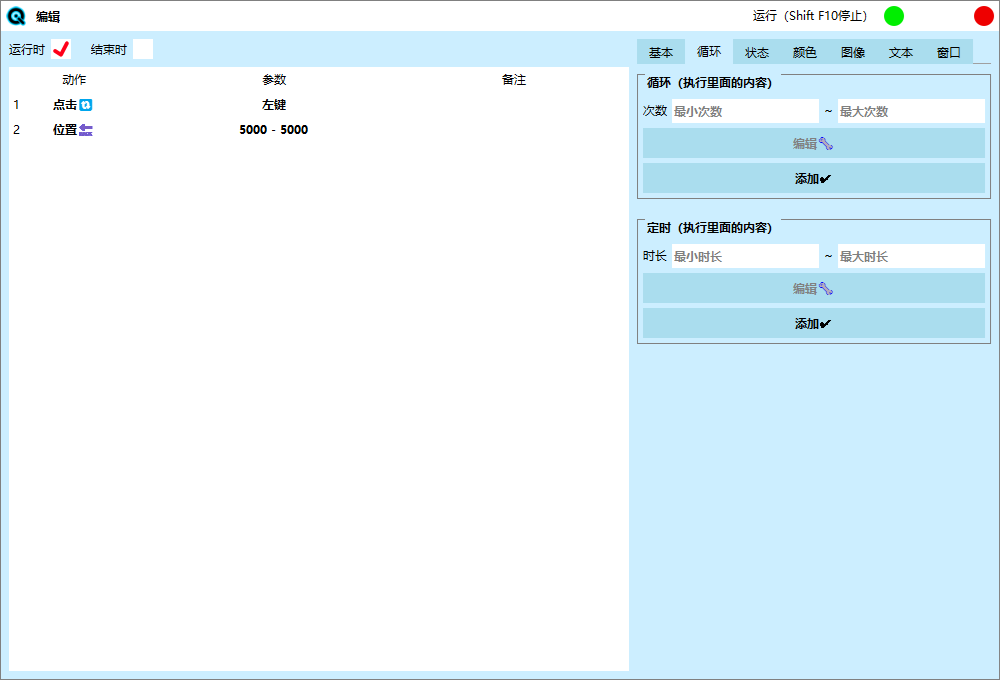 编辑
运行（Shift F10停止）
运行时 结束时
基本 循环 状态 颜色 图像 文本 窗口
动作 参数 备注
1 点击 左键
2 位置 5000 - 5000
循环（执行里面的内容）
次数 最小次数 ~ 最大次数
编辑
添加✔
定时（执行里面的内容）
时长 最小时长 ~ 最大时长
编辑
添加✔